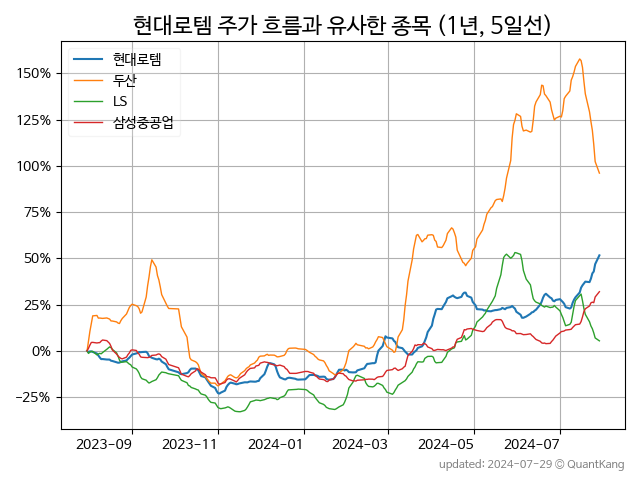 현대로템 주가 흐름과 유사한 종목 (1년, 5일선)
현대로템
두산
LS
삼성중공업
150%
125%
100%
75%
50%
25%
0%
−25%
2023-09
2023-11
2024-01
2024-03
2024-05
2024-07
updated: 2024-07-29 © QuantKang